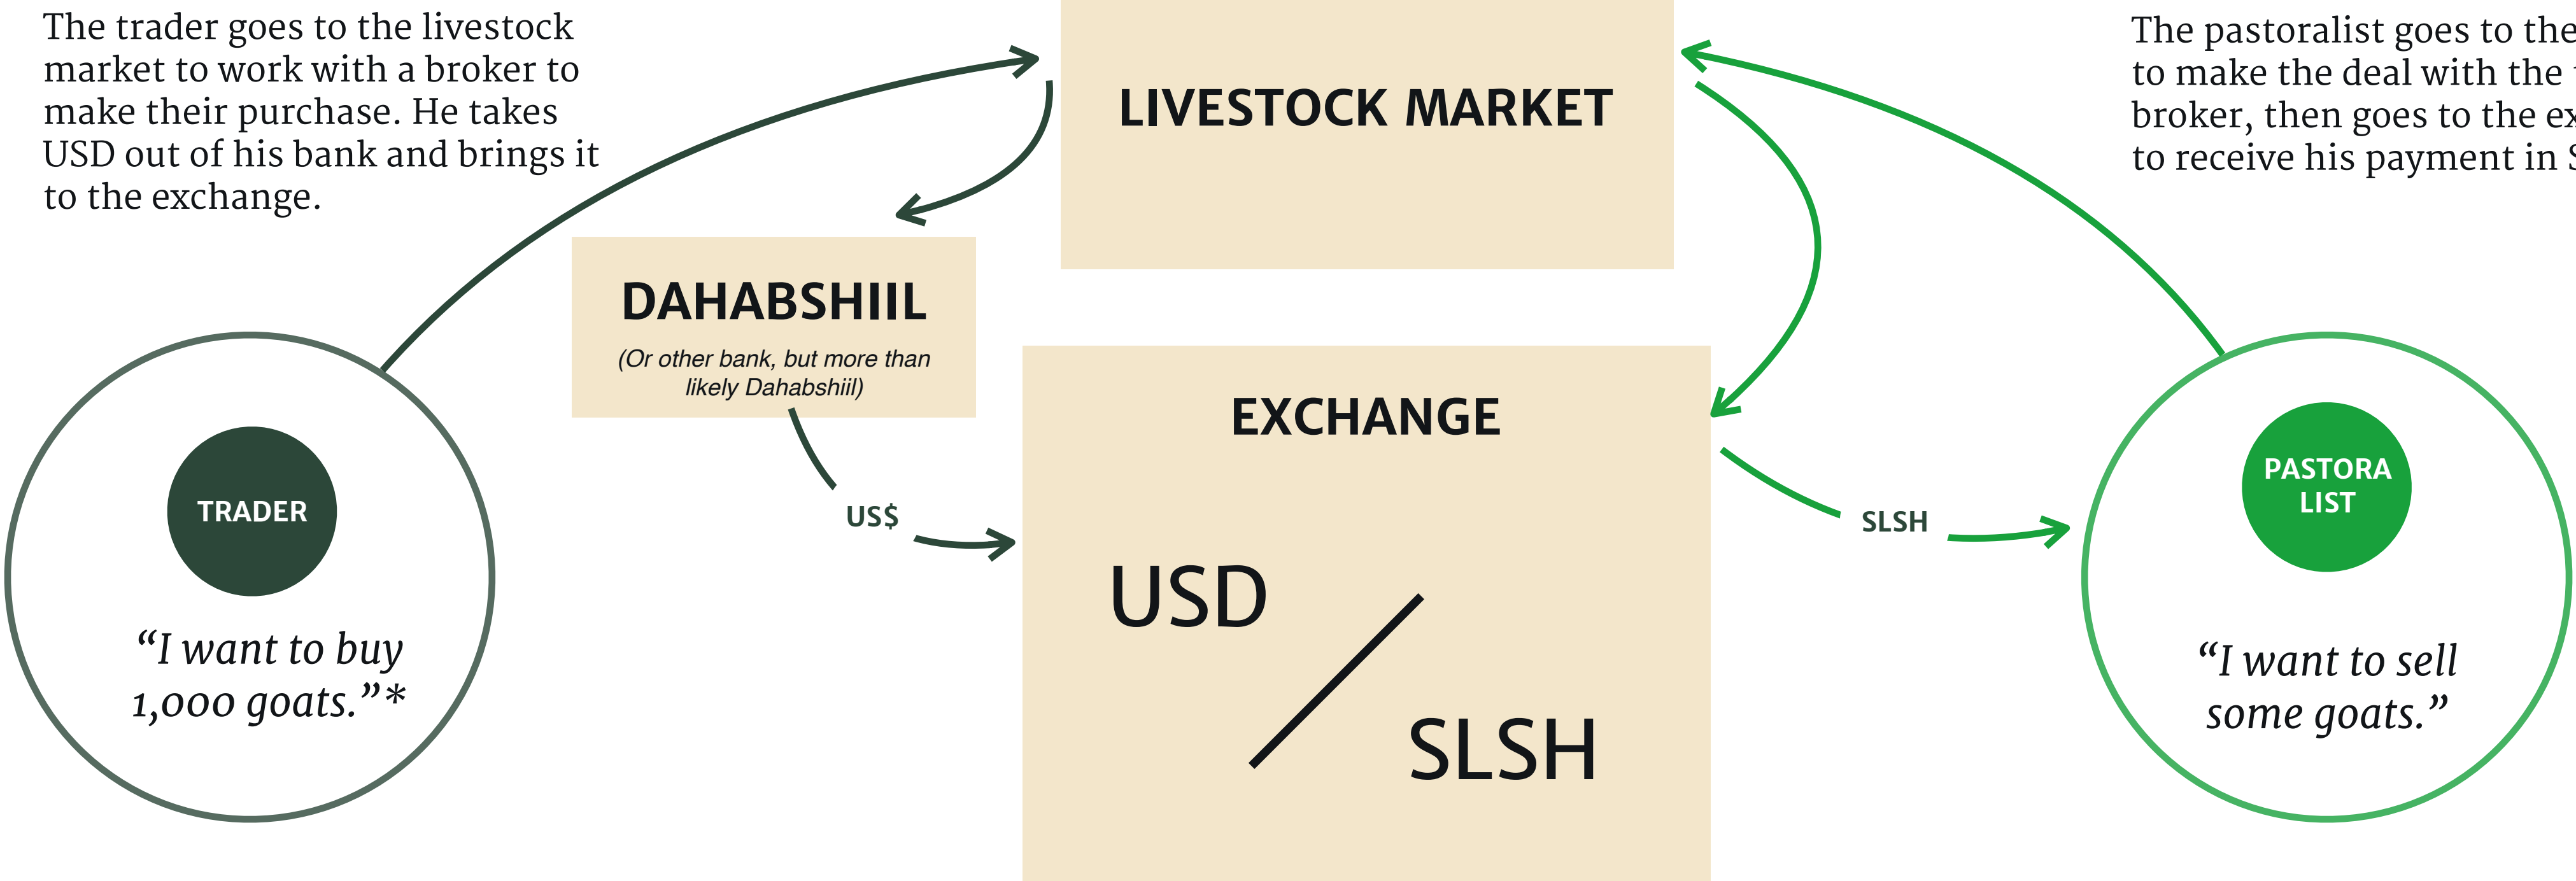 The trader goes to the livestock
market to work with a broker to
make their purchase. He takes
USD out of his bank and brings it
to the exchange.
LIVESTOCK MARKET
The pastoralist goes to the
to make the deal with the
broker, then goes to the
to receive his payment in
DAHABSHIIL
(Or other bank, but more than
likely Dahabshiil)
EXCHANGE
TRADER
US$
SLSH
PASTORA
LIST
“I want to buy
1,000 goats.”*
USD
SLSH
“I want to sell
some goats.”